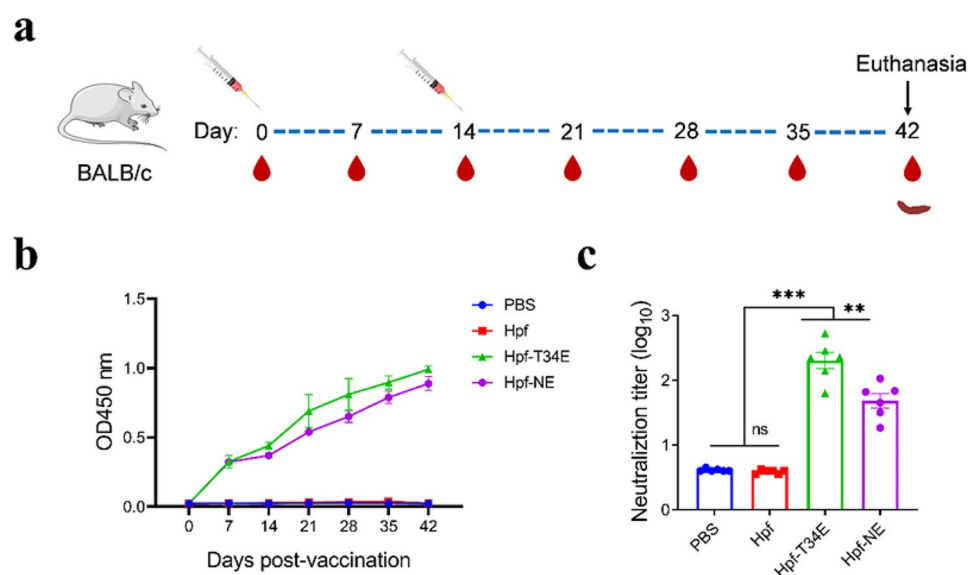 a
Euthanasia
Day: 0 7 14 21 28 35 42
BALB/c
b
1.5
1.0
0.5
0.0
OD450 nm
0 7 14 21 28 35 42
Days post-vaccination
PBS
Hpf
Hpf-T34E
Hpf-NE
c
***
**
ns
3
2
1
0
Neutraliztion titer (log10)
PBS
Hpf
Hpf-T34E
Hpf-NE